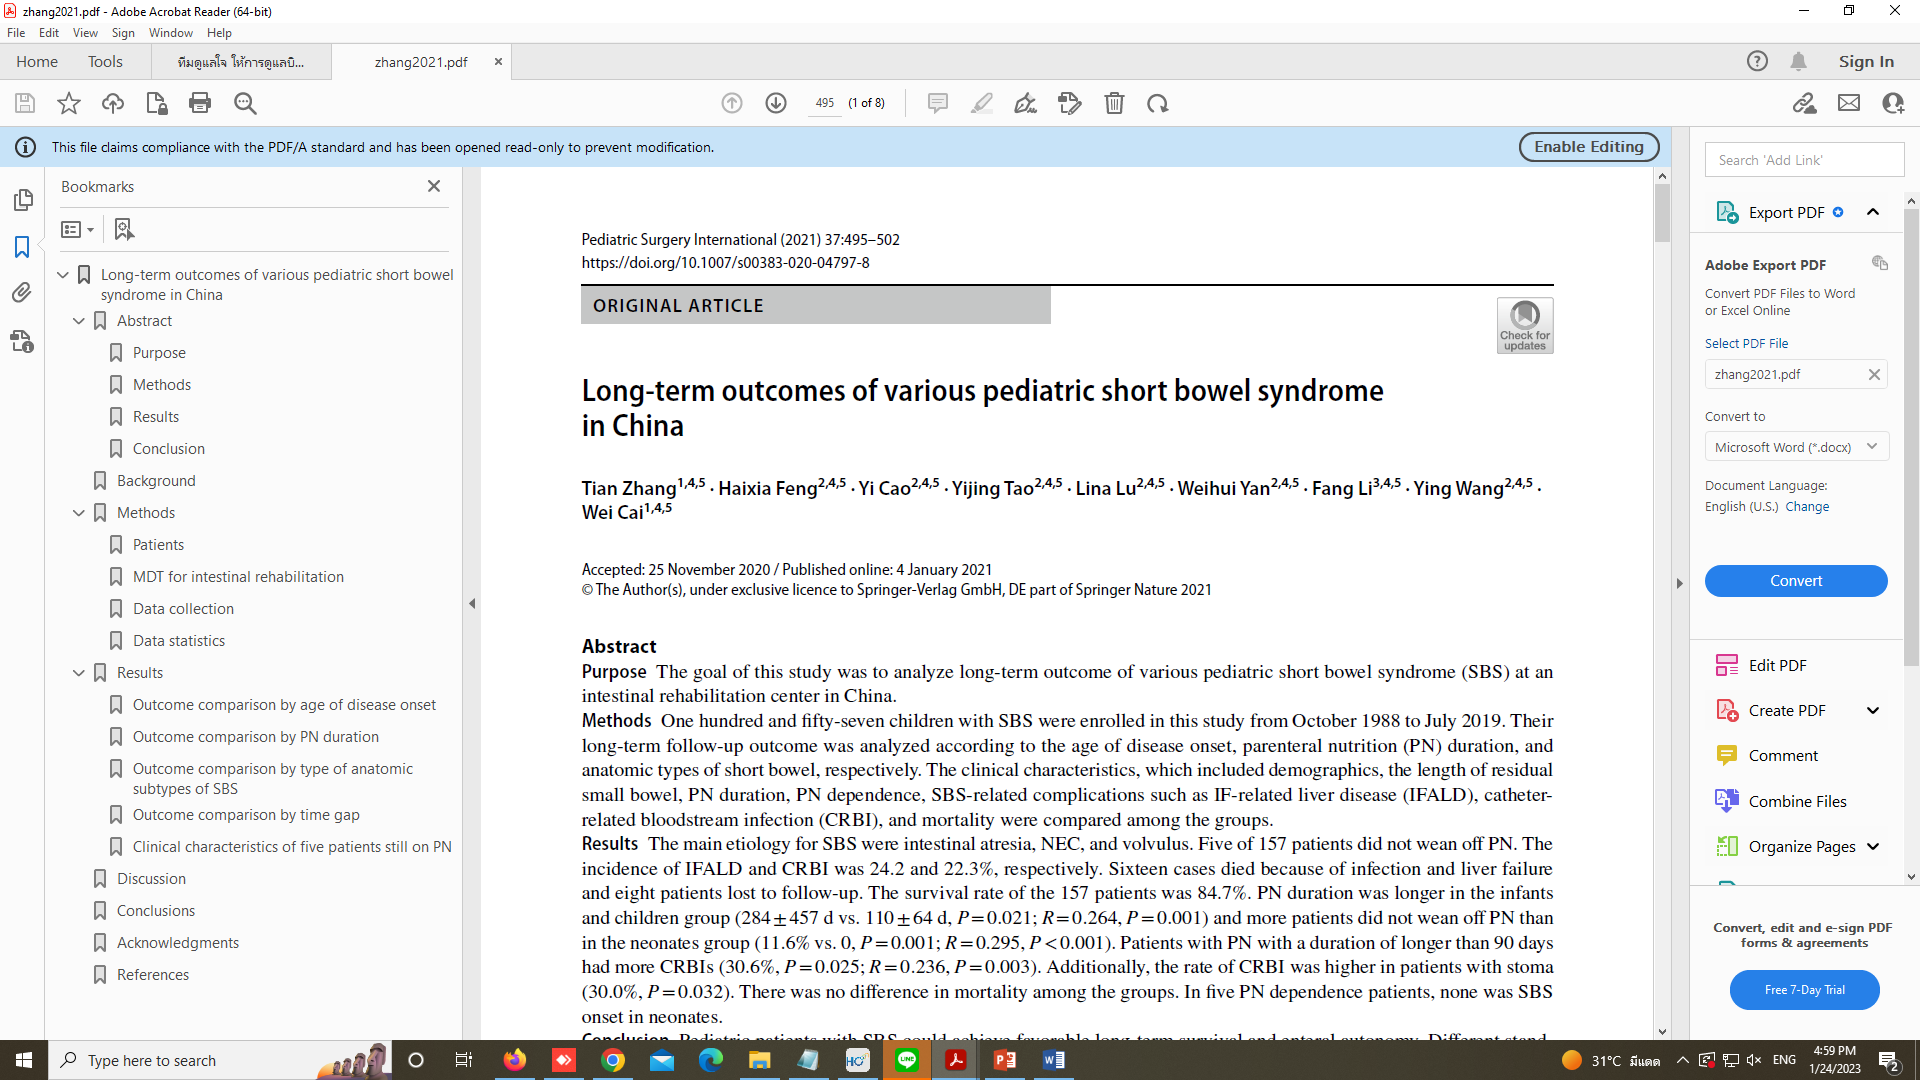 zhang2021.pdf - Adobe Acrobat Reader (64-bit)
File Edit View Sign Window Help
Home Tools ทีมดูแลใจ ให้การดูแลบิ... zhang2021.pdf Sign In
495 (1 of 8)
This file claims compliance with the PDF/A standard and has been opened read-only to prevent modification.
Enable Editing
Bookmarks
Long-term outcomes of various pediatric short bowel
syndrome in China
Abstract
Purpose
Methods
Results
Conclusion
Background
Methods
Patients
MDT for intestinal rehabilitation
Data collection
Data statistics
Results
Outcome comparison by age of disease onset
Outcome comparison by PN duration
Outcome comparison by type of anatomic
subtypes of SBS
Outcome comparison by time gap
Clinical characteristics of five patients still on PN
Discussion
Conclusions
Acknowledgments
References
Pediatric Surgery International (2021) 37:495–502
https://doi.org/10.1007/s00383-020-04797-8
ORIGINAL ARTICLE
Check for
updates
Long-term outcomes of various pediatric short bowel syndrome
in China
Tian Zhang1,4,5 · Haixia Feng2,4,5 · Yi Cao2,4,5 · Yijing Tao2,4,5 · Lina Lu2,4,5 · Weihui Yan2,4,5 · Fang Li3,4,5 · Ying Wang2,4,5 ·
Wei Cai1,4,5
Accepted: 25 November 2020 / Published online: 4 January 2021
© The Author(s), under exclusive licence to Springer-Verlag GmbH, DE part of Springer Nature 2021
Abstract
Purpose The goal of this study was to analyze long-term outcome of various pediatric short bowel syndrome (SBS) at an
intestinal rehabilitation center in China.
Methods One hundred and fifty-seven children with SBS were enrolled in this study from October 1988 to July 2019. Their
long-term follow-up outcome was analyzed according to the age of disease onset, parenteral nutrition (PN) duration, and
anatomic types of short bowel, respectively. The clinical characteristics, which included demographics, the length of residual
small bowel, PN duration, PN dependence, SBS-related complications such as IF-related liver disease (IFALD), catheter-
related bloodstream infection (CRBI), and mortality were compared among the groups.
Results The main etiology for SBS were intestinal atresia, NEC, and volvulus. Five of 157 patients did not wean off PN. The
incidence of IFALD and CRBI was 24.2 and 22.3%, respectively. Sixteen cases died because of infection and liver failure
and eight patients lost to follow-up. The survival rate of the 157 patients was 84.7%. PN duration was longer in the infants
and children group (284 ± 457 d vs. 110 ± 64 d, P = 0.021; R = 0.264, P = 0.001) and more patients did not wean off PN than
in the neonates group (11.6% vs. 0, P = 0.001; R = 0.295, P < 0.001). Patients with PN with a duration of longer than 90 days
had more CRBIs (30.6%, P = 0.025; R = 0.236, P = 0.003). Additionally, the rate of CRBI was higher in patients with stoma
(30.0%, P = 0.032). There was no difference in mortality among the groups. In five PN dependence patients, none was SBS
onset in neonates.
Conclusion Pediatric patients with SBS could achieve favorable long-term survival and enteral autonomy. Different stand-
Search 'Add Link'
Export PDF
Adobe Export PDF
Convert PDF Files to Word
or Excel Online
Select PDF File
zhang2021.pdf
Convert to
Microsoft Word (*.docx)
Document Language:
English (U.S.) Change
Convert
Edit PDF
Create PDF
Comment
Combine Files
Organize Pages
Convert, edit and e-sign PDF
forms & agreements
Free 7-Day Trial
Type here to search
HC
LINE
31°C มีแดด
ENG
4:59 PM
1/24/2023
2